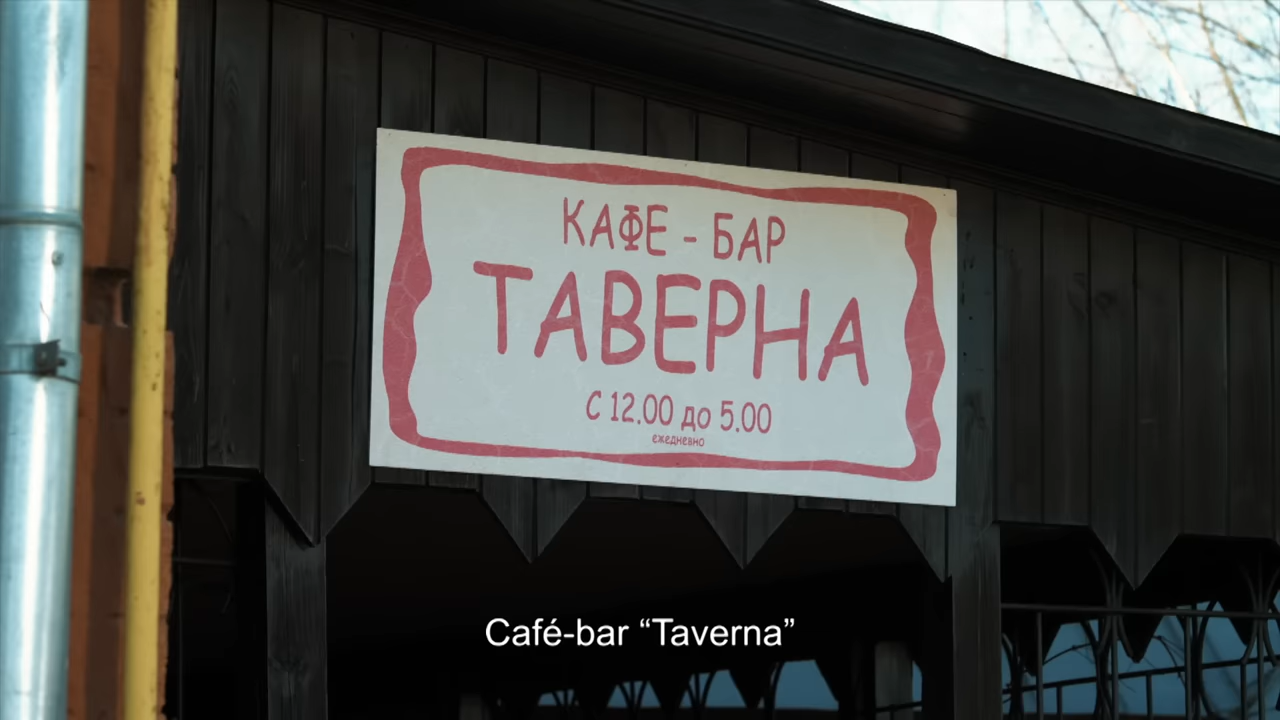 КАФЕ - БАР
ТАВЕРНА
С 12.00 до 5.00
ежедневно
Café-bar “Taverna”